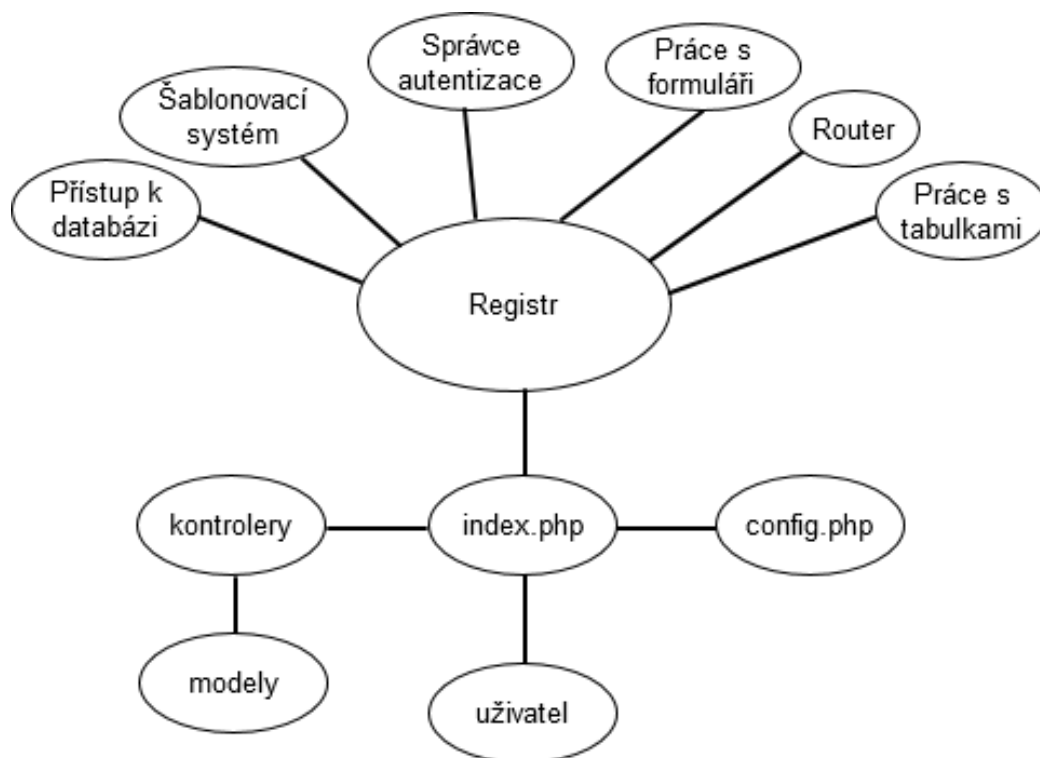 Správce
autentizace
Práce s
formuláři
Šablonovací
systém
Router
Přístup k
databázi
Práce s
tabulkami
Registr
kontrolery
index.php
config.php
modely
uživatel